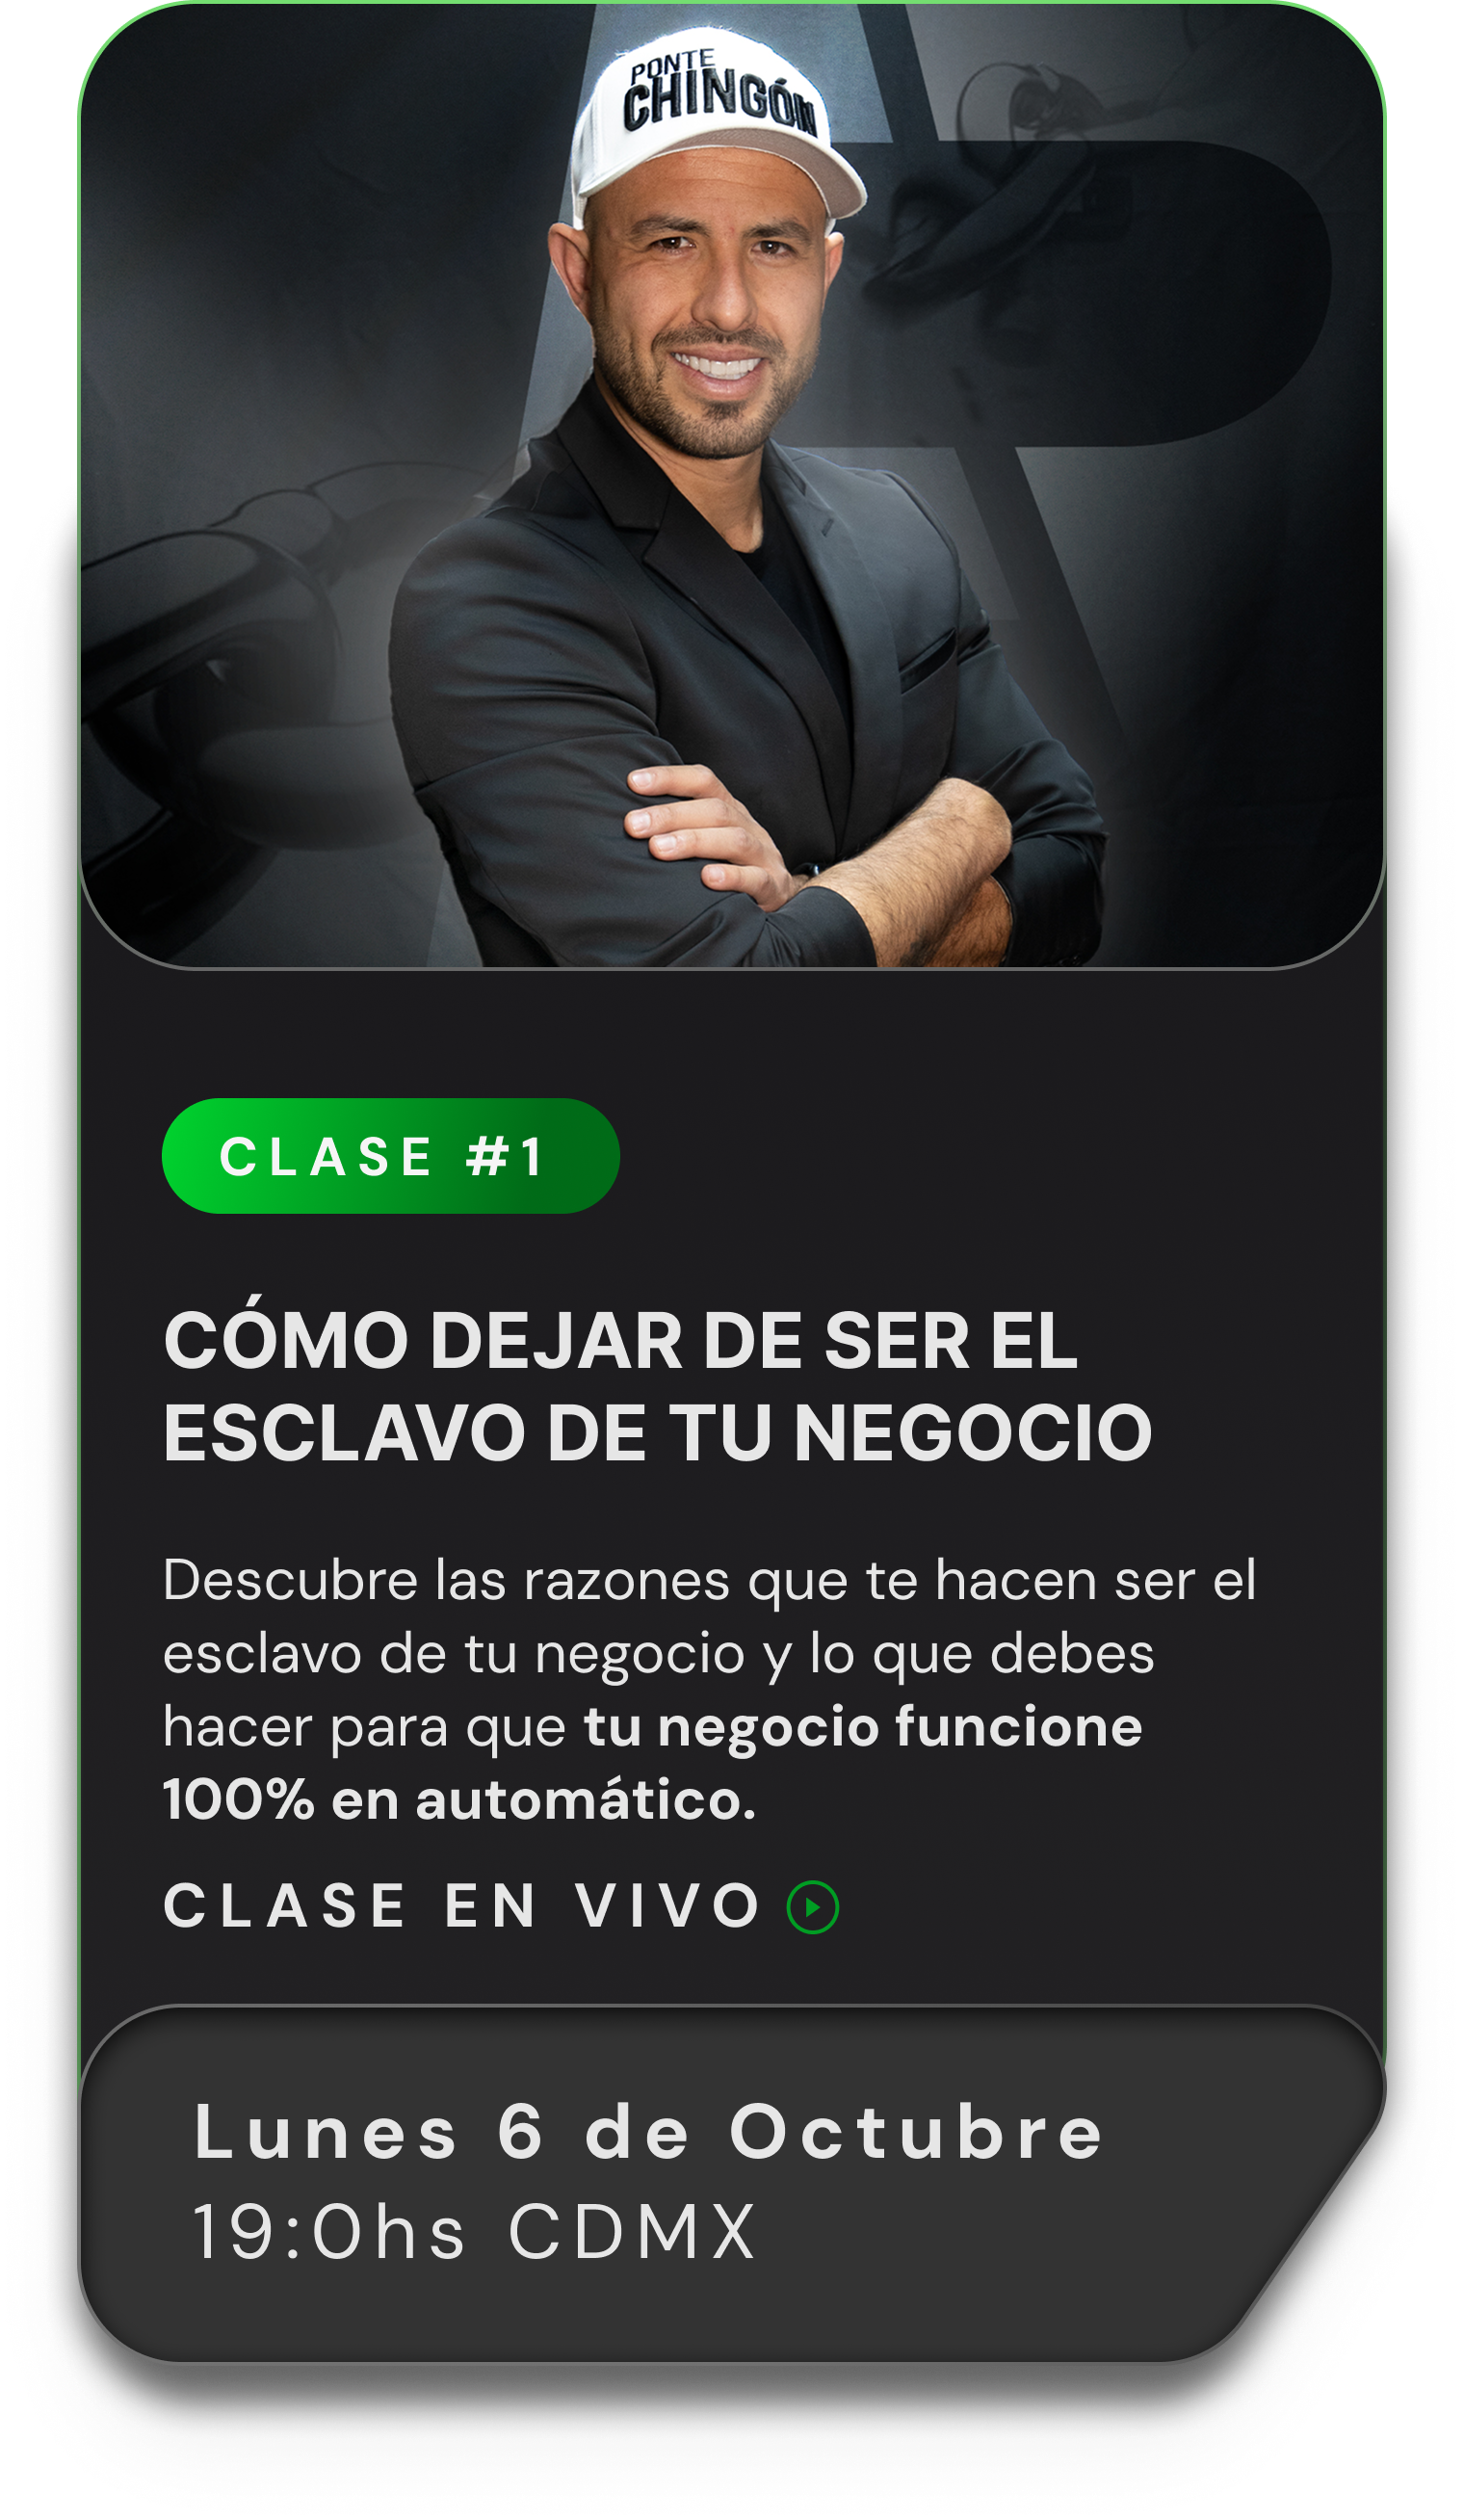 PONTE
CHINGÓN
CLASE #1
CÓMO DEJAR DE SER EL
ESCLAVO DE TU NEGOCIO
Descubre las razones que te hacen ser el
esclavo de tu negocio y lo que debes
hacer para que tu negocio funcione
100% en automático.
CLASE EN VIVO
Lunes 6 de Octubre
19:0hs CDMX